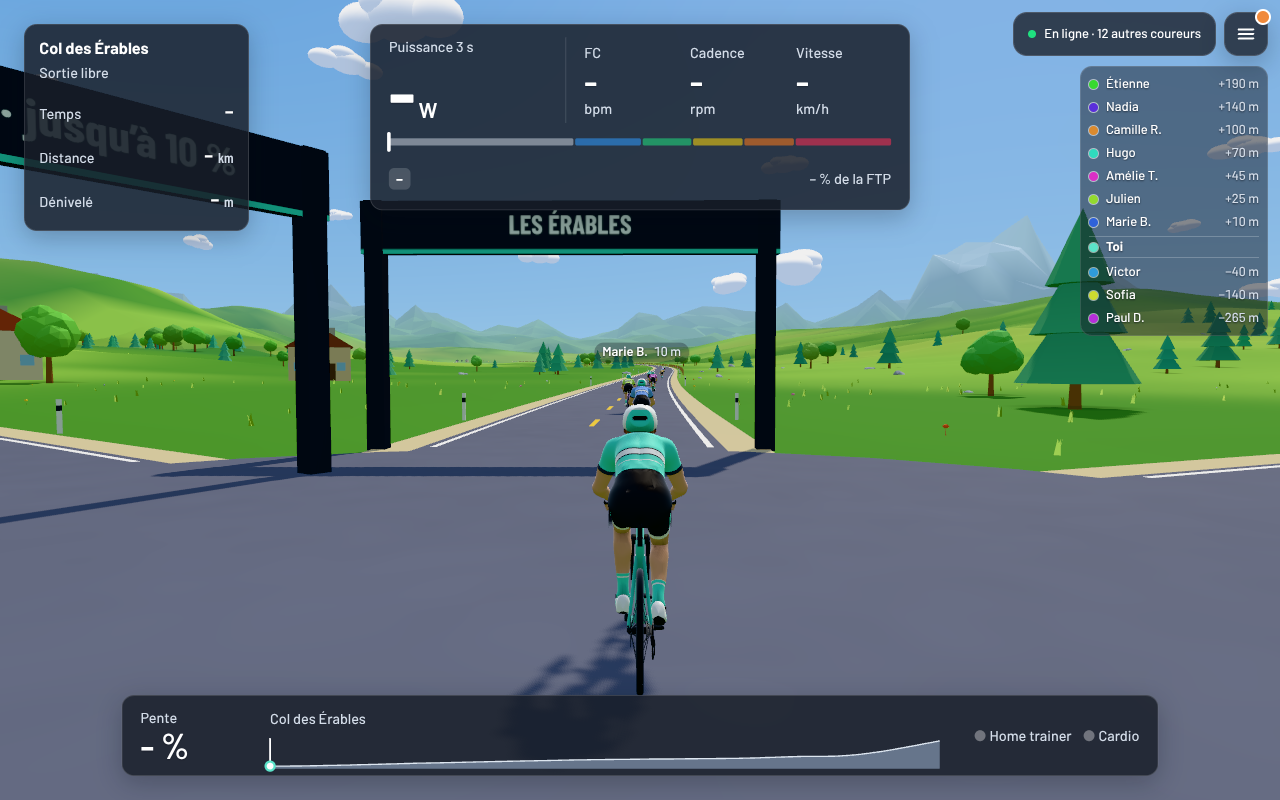 Col des Érables
Sortie libre
Temps –
Distance – km
Dénivelé – m
jusqu'à 10 %
Puissance 3 s
– W
FC
–
bpm
Cadence
–
rpm
Vitesse
–
km/h
–
– % de la FTP
En ligne · 12 autres coureurs
Étienne +190 m
Nadia +140 m
Camille R. +100 m
Hugo +70 m
Amélie T. +45 m
Julien +25 m
Marie B. +10 m
Toi
Victor −40 m
Sofia −140 m
Paul D. −265 m
LES ÉRABLES
Marie B. 10 m
Pente
– %
Col des Érables
Home trainer
Cardio